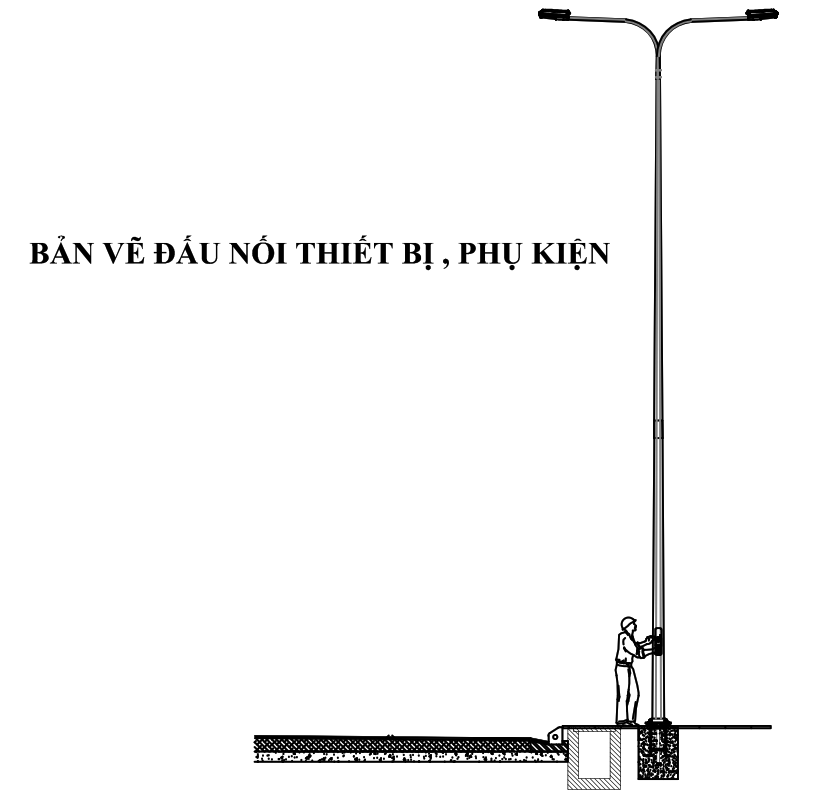 BẢN VẼ ĐẤU NỐI THIẾT BỊ , PHỤ KIỆN